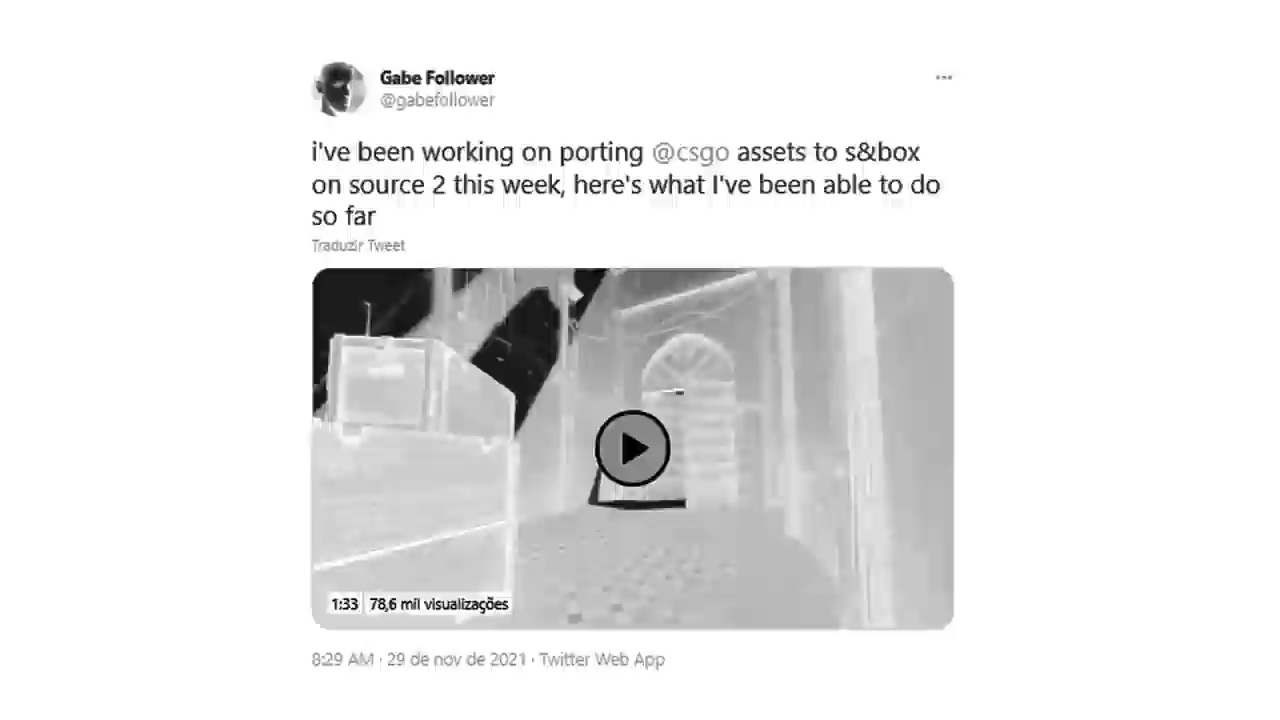 Gabe Follower
@gabefollower
i've been working on porting @csgo assets to s&box
on source 2 this week, here's what I've been able to do
so far
Traduzir Tweet
1:33 78,6 mil visualizações
8:29 AM · 29 de nov de 2021 · Twitter Web App